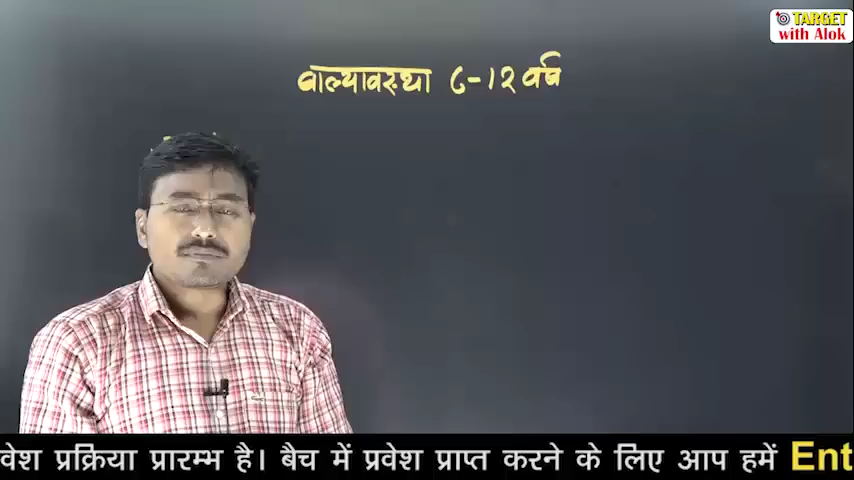 TARGET
with Alok
बाल्यावस्था 6-12 वर्ष
वेश प्रक्रिया प्रारम्भ है। बैच में प्रवेश प्राप्त करने के लिए आप हमें Ent